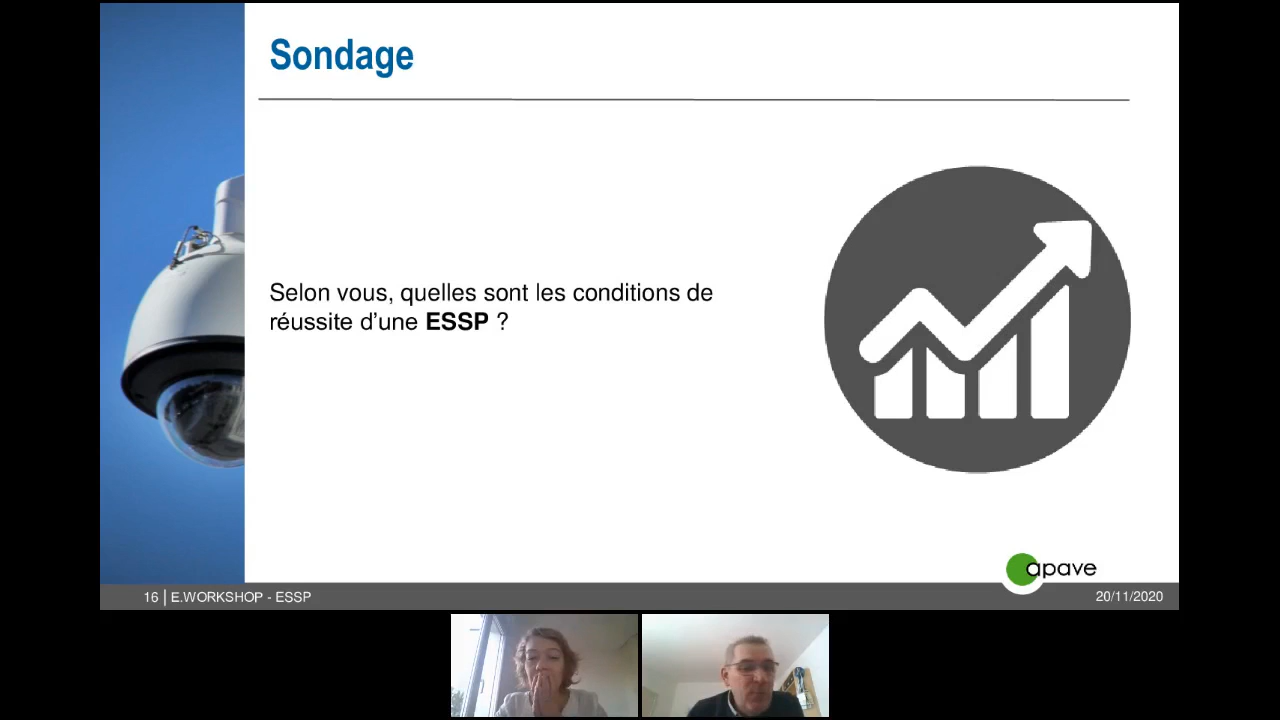 Sondage
Selon vous, quelles sont les conditions de
réussite d'une ESSP ?
apave
16 | E.WORKSHOP - ESSP
20/11/2020